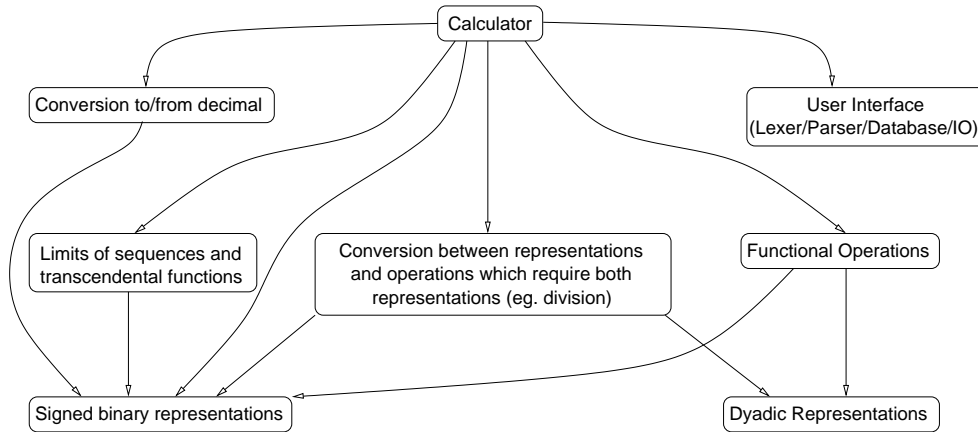 Calculator
Conversion to/from decimal
User Interface
(Lexer/Parser/Database/IO)
Limits of sequences and
transcendental functions
Conversion between representations
and operations which require both
representations (eg. division)
Functional Operations
Signed binary representations
Dyadic Representations